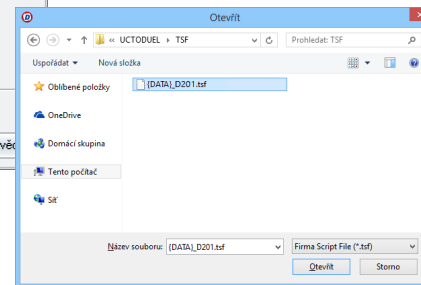 Otevřít
« UCTODUEL TSF
Prohledat: TSF
Uspořádat Nová složka
Oblíbené položky
{DATA}_D201.tsf
OneDrive
Domácí skupina
Tento počítač
Síť
Název souboru: {DATA}_D201.tsf
Firma Script File (*.tsf)
Otevřít Storno